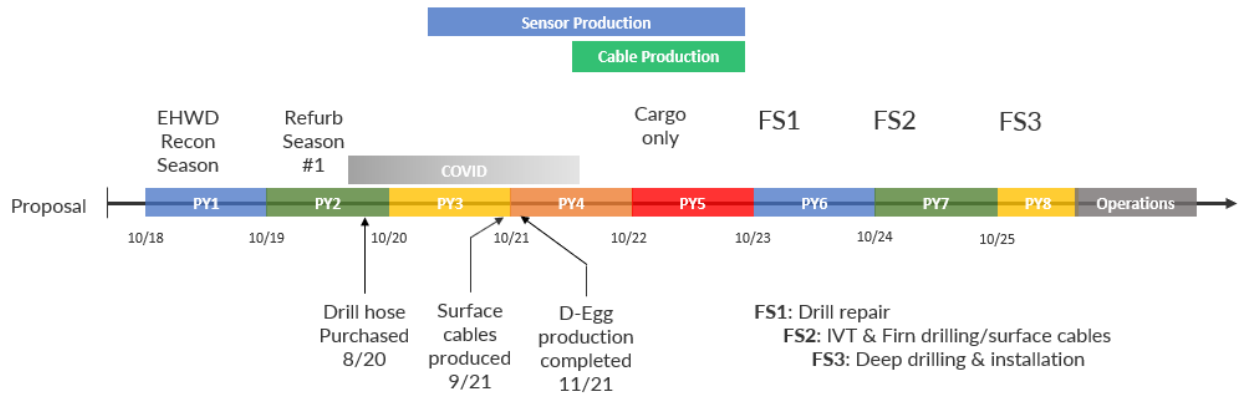 Sensor Production
Cable Production
EHWD
Recon
Season
Refurb
Season
#1
Cargo
only
FS1
FS2
FS3
COVID
Proposal
PY1
PY2
PY3
PY4
PY5
PY6
PY7
PY8
Operations
10/18
10/19
10/20
10/21
10/22
10/23
10/24
10/25
Drill hose
Purchased
8/20
Surface
cables
produced
9/21
D-Egg
production
completed
11/21
FS1: Drill repair
FS2: IVT & Firn drilling/surface cables
FS3: Deep drilling & installation